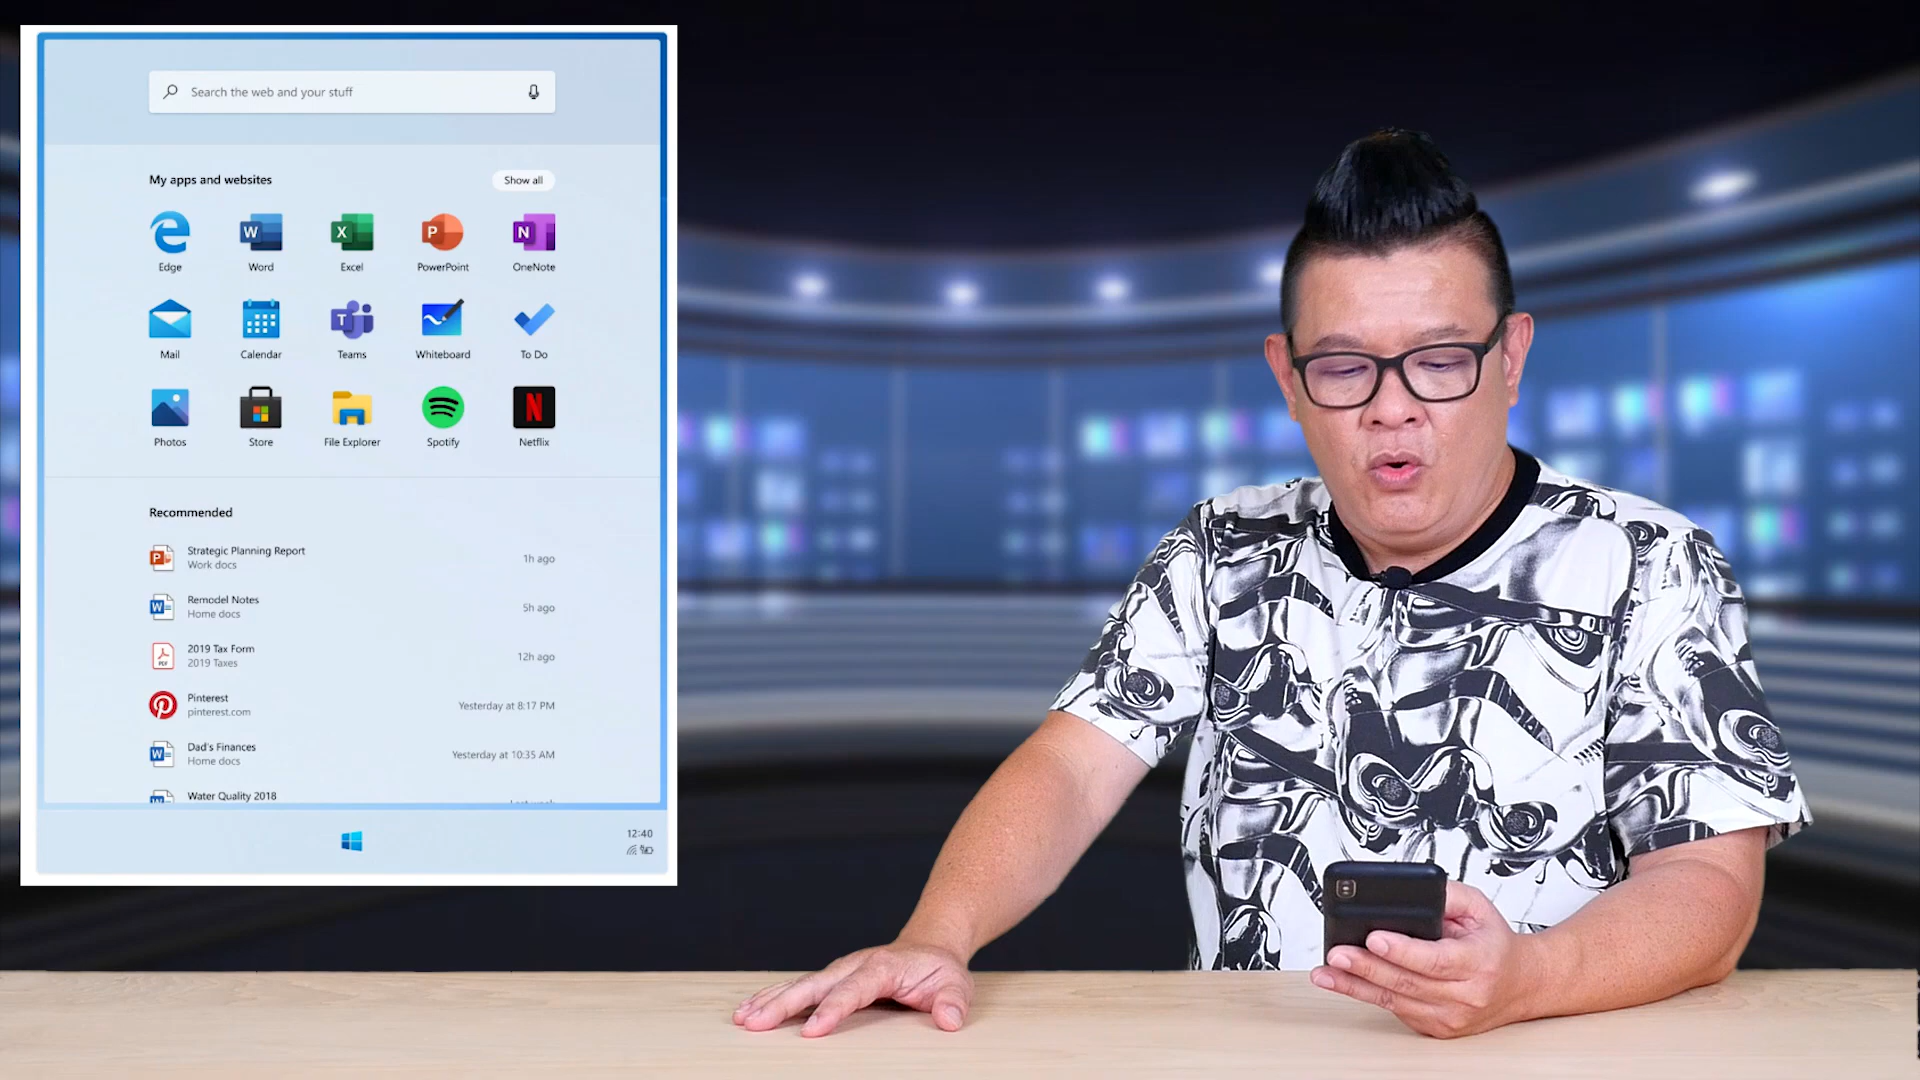 Search the web and your stuff
My apps and websites
Show all
Edge
Word
Excel
PowerPoint
OneNote
Mail
Calendar
Teams
Whiteboard
To Do
Photos
Store
File Explorer
Spotify
Netflix
Recommended
Strategic Planning Report
Work docs
1h ago
Remodel Notes
Home docs
5h ago
2019 Tax Form
2019 Taxes
12h ago
Pinterest
pinterest.com
Yesterday at 8:17 PM
Dad's Finances
Home docs
Yesterday at 10:35 AM
Water Quality 2018
12:40